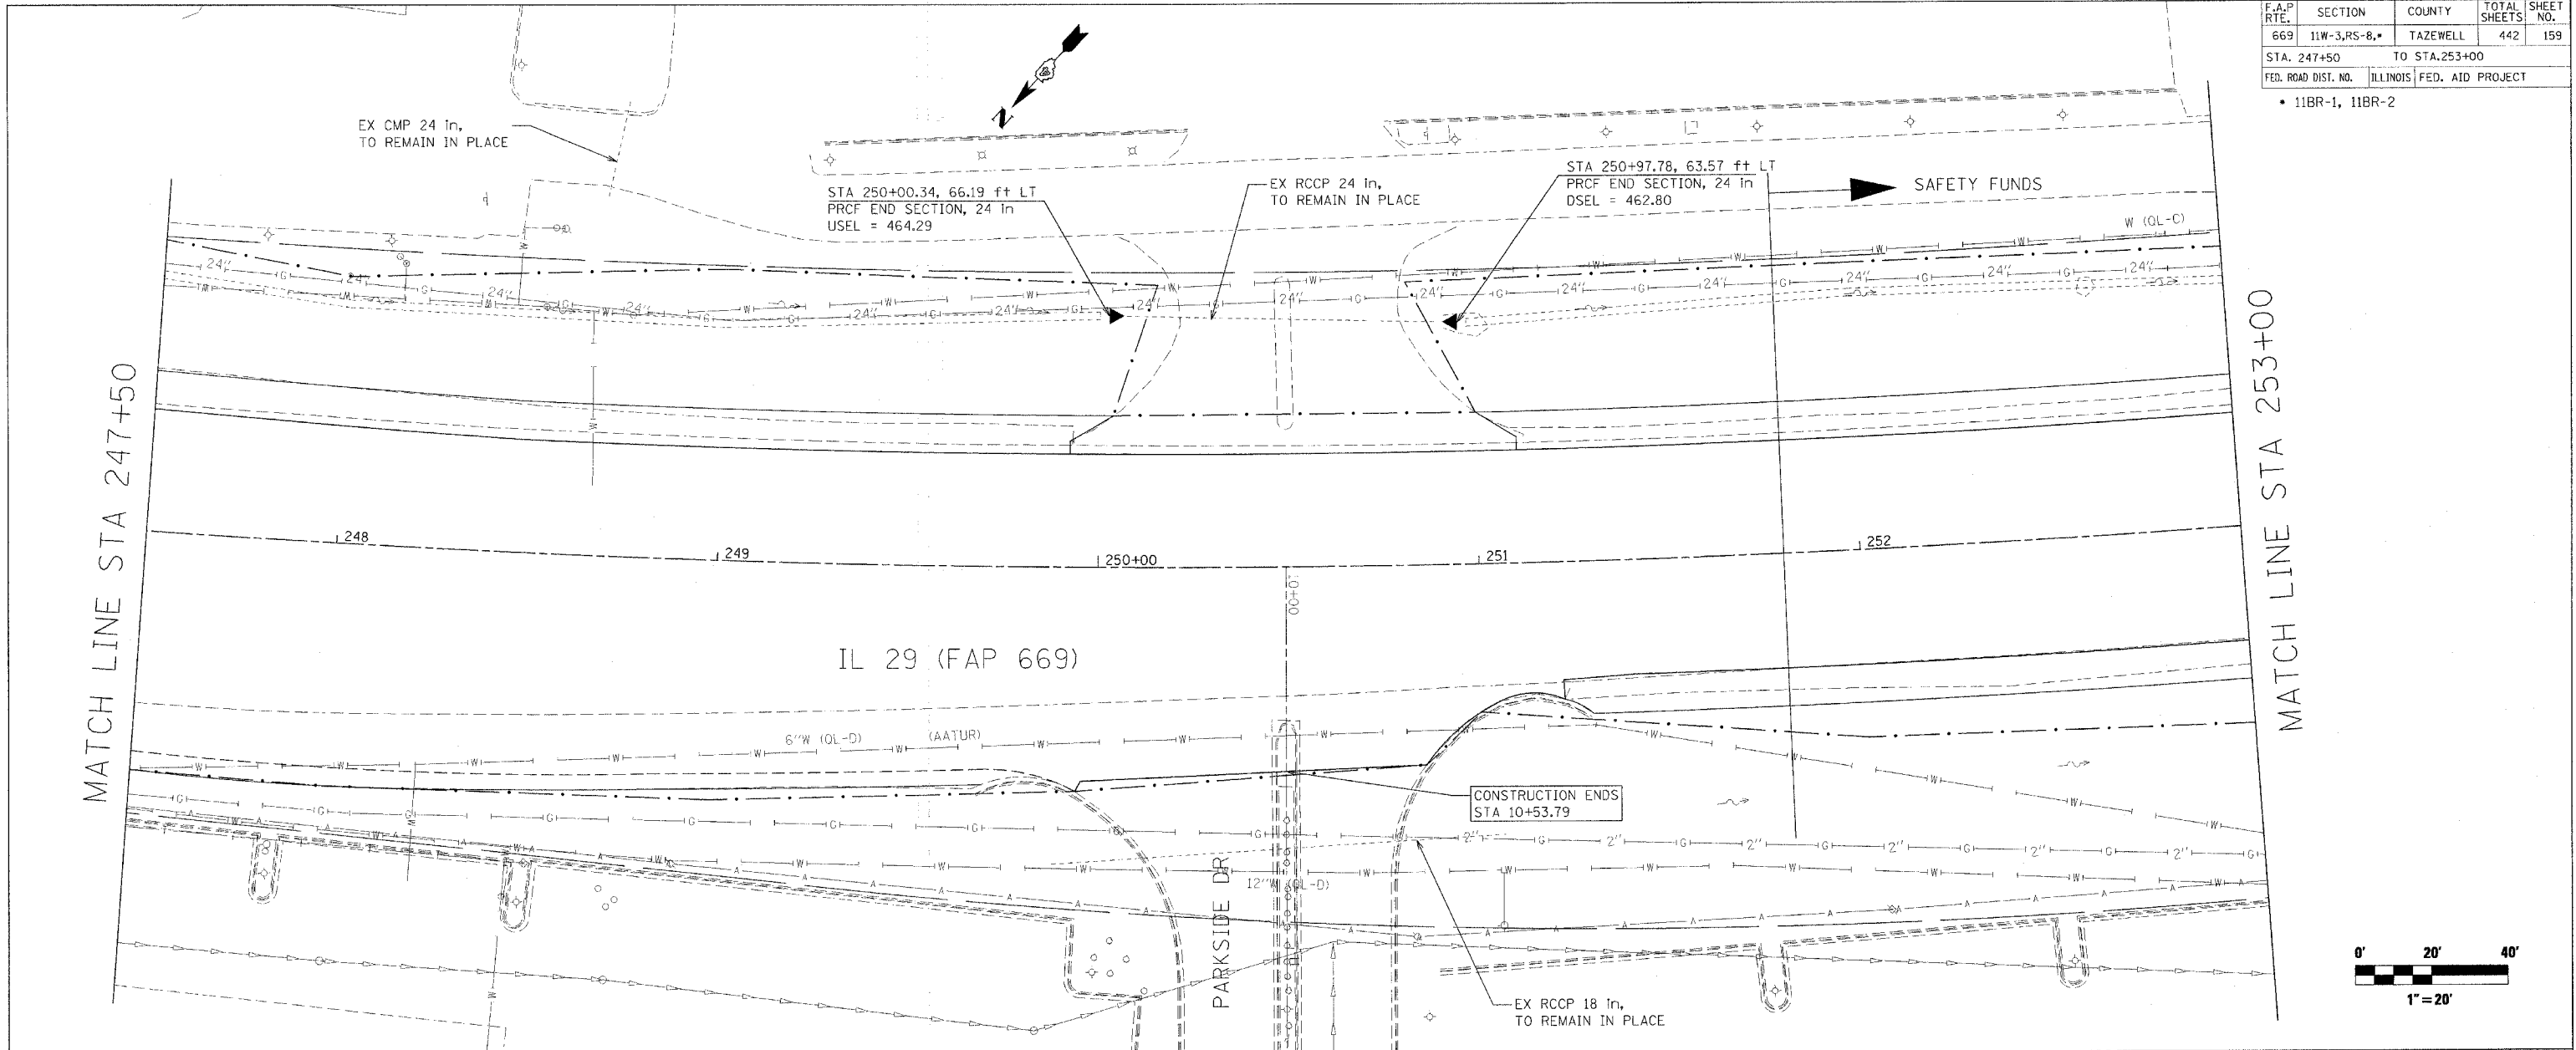 F.A.P RTE. SECTION COUNTY TOTAL SHEETS SHEET NO.
669 11W-3,RS-8,* TAZEWELL 442 159
STA. 247+50 TO STA.253+00
FED. ROAD DIST. NO. ILLINOIS FED. AID PROJECT
* 11BR-1, 11BR-2
N
EX CMP 24 in,
TO REMAIN IN PLACE
STA 250+00.34, 66.19 ft LT
PRCF END SECTION, 24 in
USEL = 464.29
EX RCCP 24 in,
TO REMAIN IN PLACE
STA 250+97.78, 63.57 ft LT
PRCF END SECTION, 24 in
DSEL = 462.80
SAFETY FUNDS
W (QL-C)
MATCH LINE STA 247+50
MATCH LINE STA 253+00
248
249
250+00
251
252
10+00
IL 29 (FAP 669)
6"W (QL-D)
(AATUR)
CONSTRUCTION ENDS
STA 10+53.79
12"W (QL-D)
PARKSIDE DR
EX RCCP 18 in,
TO REMAIN IN PLACE
0' 20' 40'
1"=20'